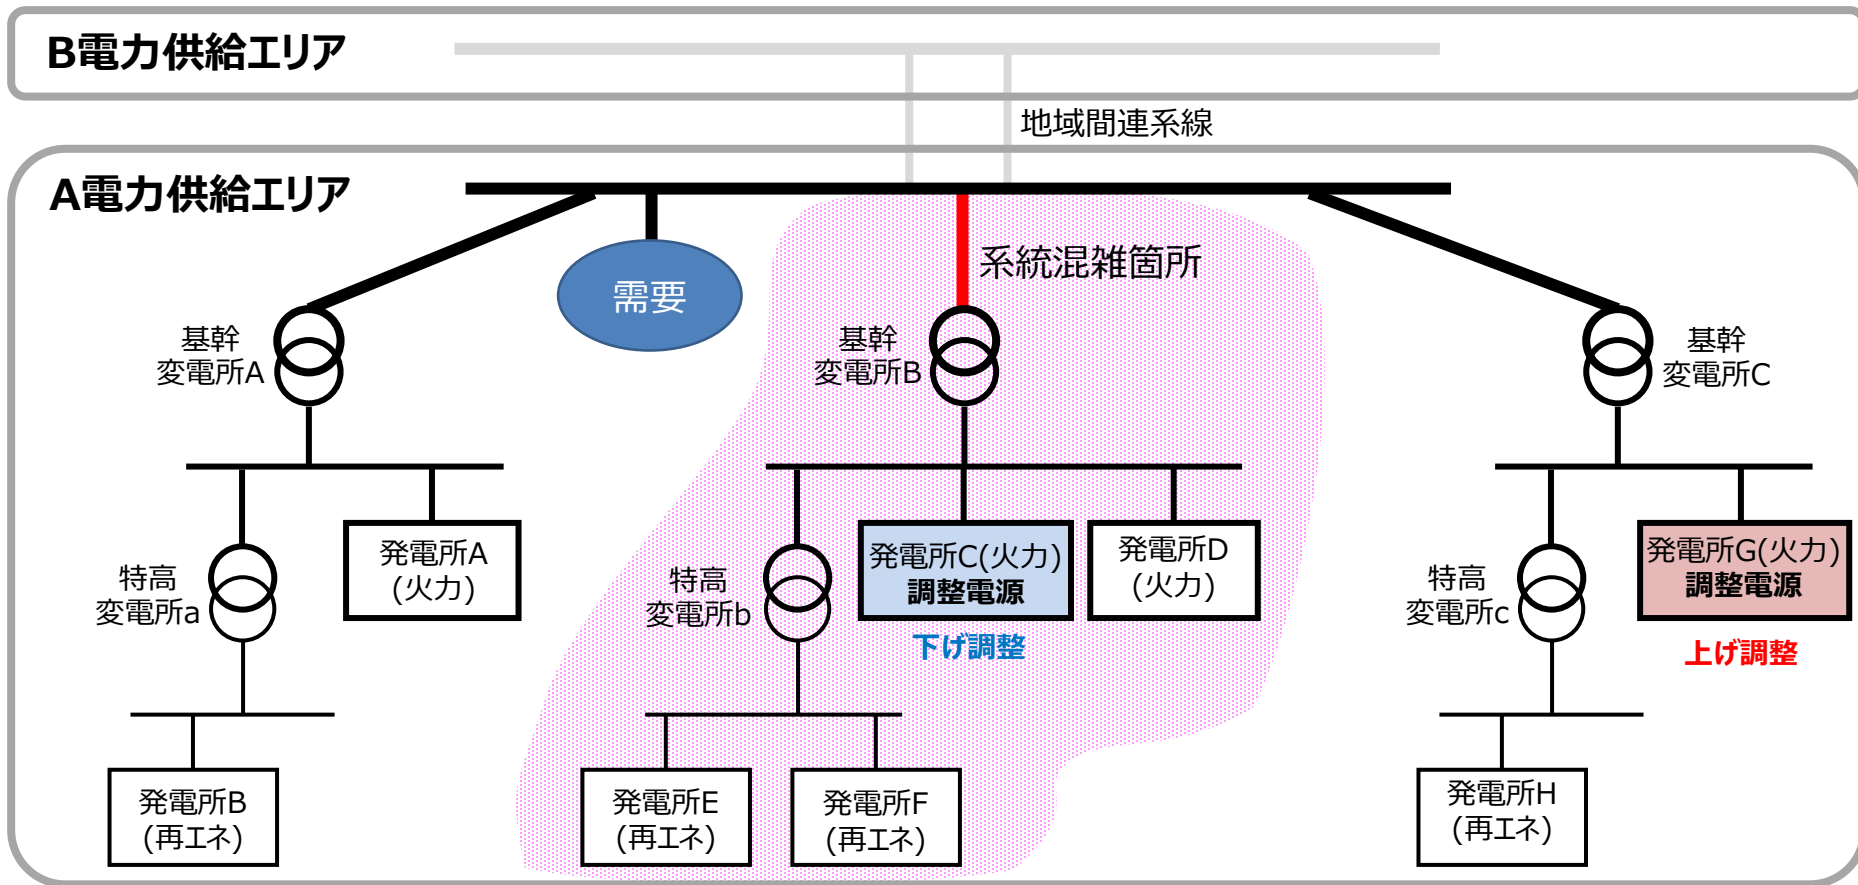 B電力供給エリア
地域間連系線
A電力供給エリア
系統混雑箇所
需要
基幹
変電所A
基幹
変電所B
基幹
変電所C
発電所A
(火力)
発電所C(火力)
調整電源
下げ調整
発電所D
(火力)
発電所G(火力)
調整電源
上げ調整
特高
変電所a
特高
変電所b
特高
変電所c
発電所B
(再エネ)
発電所E
(再エネ)
発電所F
(再エネ)
発電所H
(再エネ)